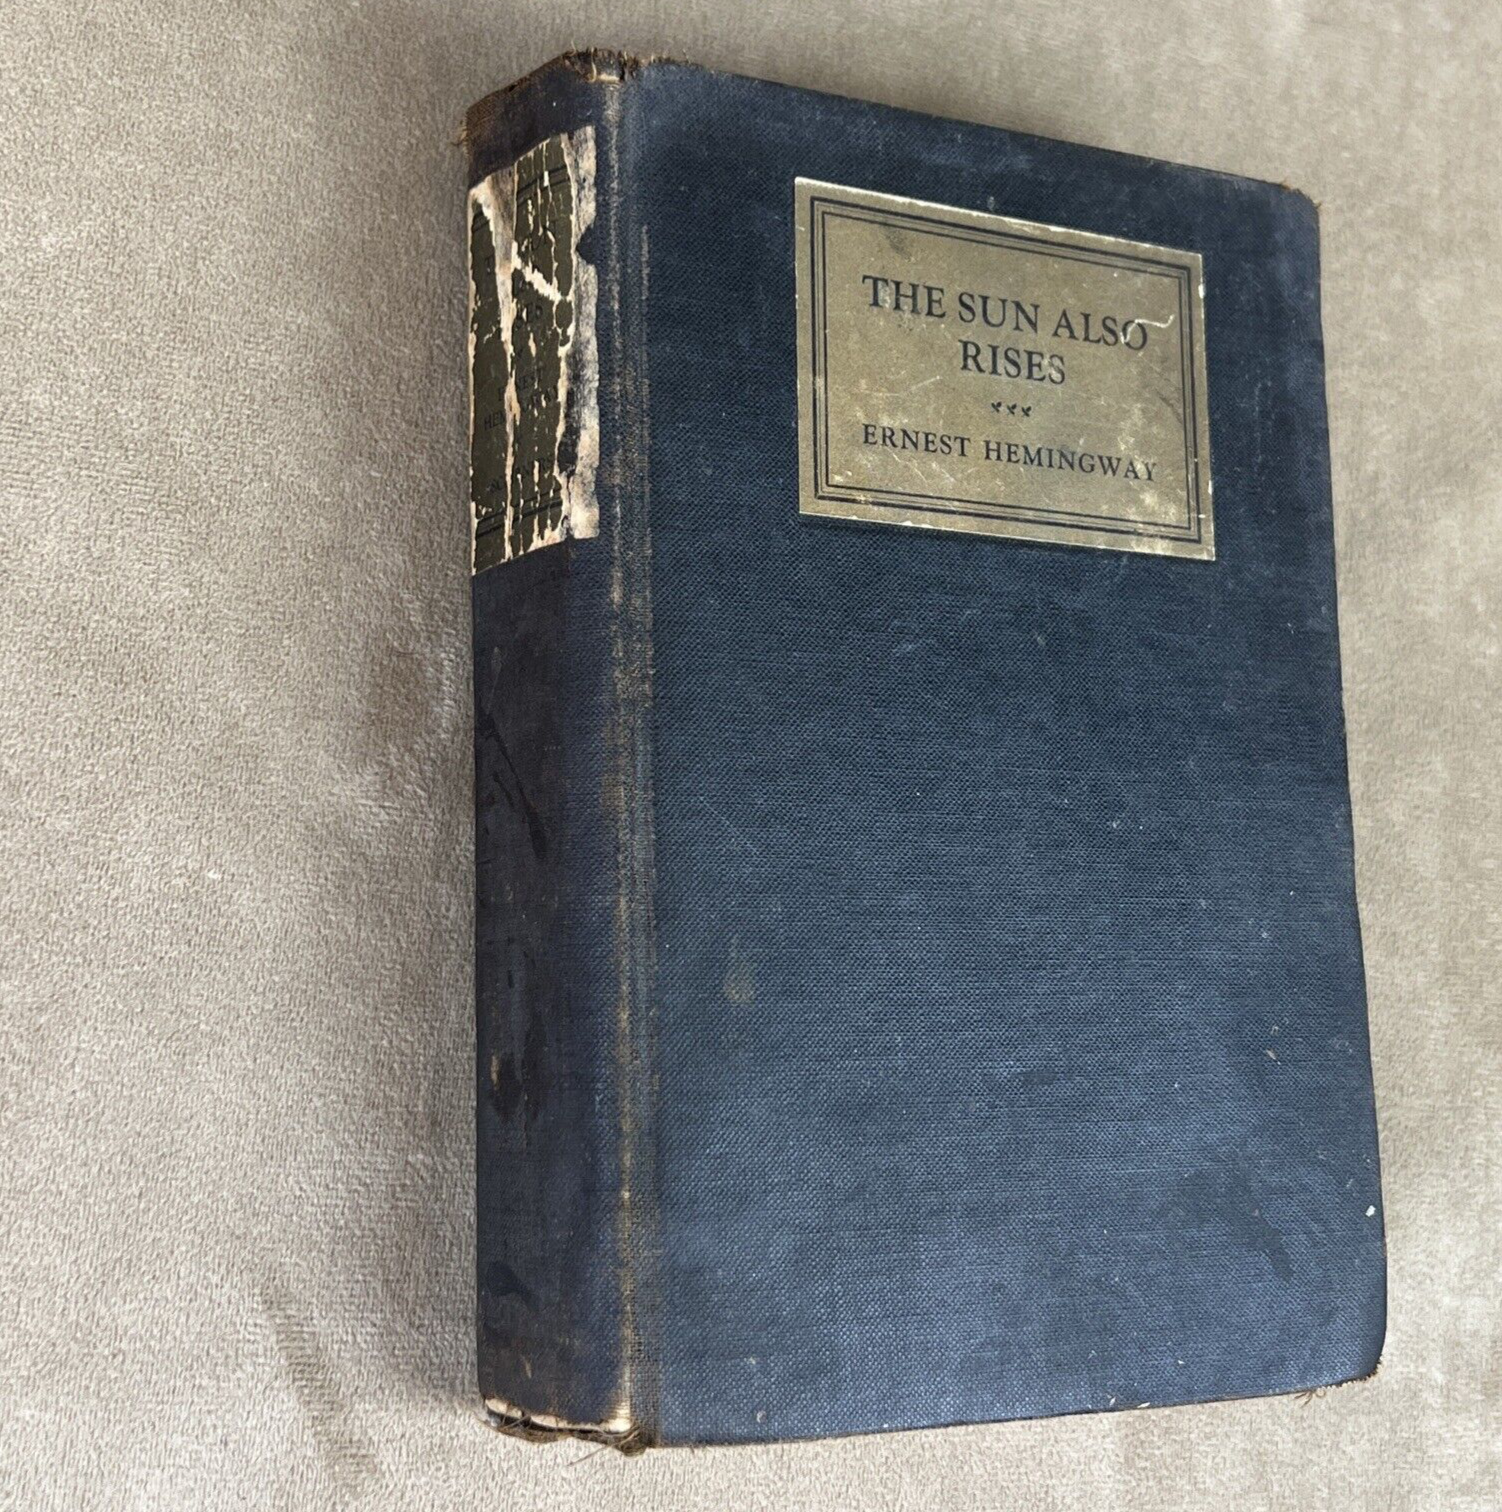 THE SUN ALSO
RISES
ERNEST HEMINGWAY